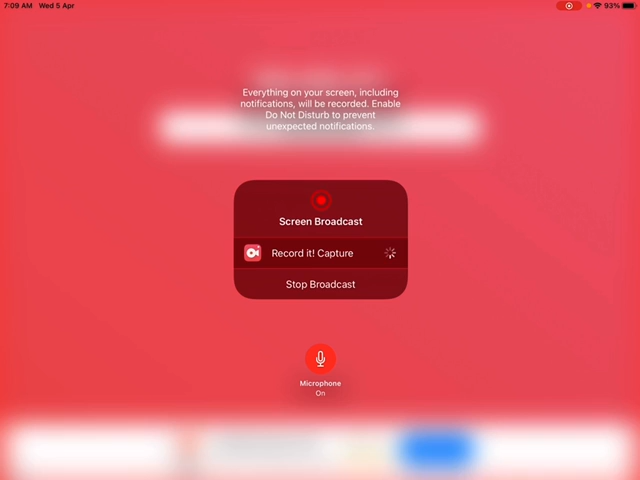 7:09 AM Wed 5 Apr
93%
Everything on your screen, including
notifications, will be recorded. Enable
Do Not Disturb to prevent
unexpected notifications.
Screen Broadcast
Record it! Capture
Stop Broadcast
Microphone
On